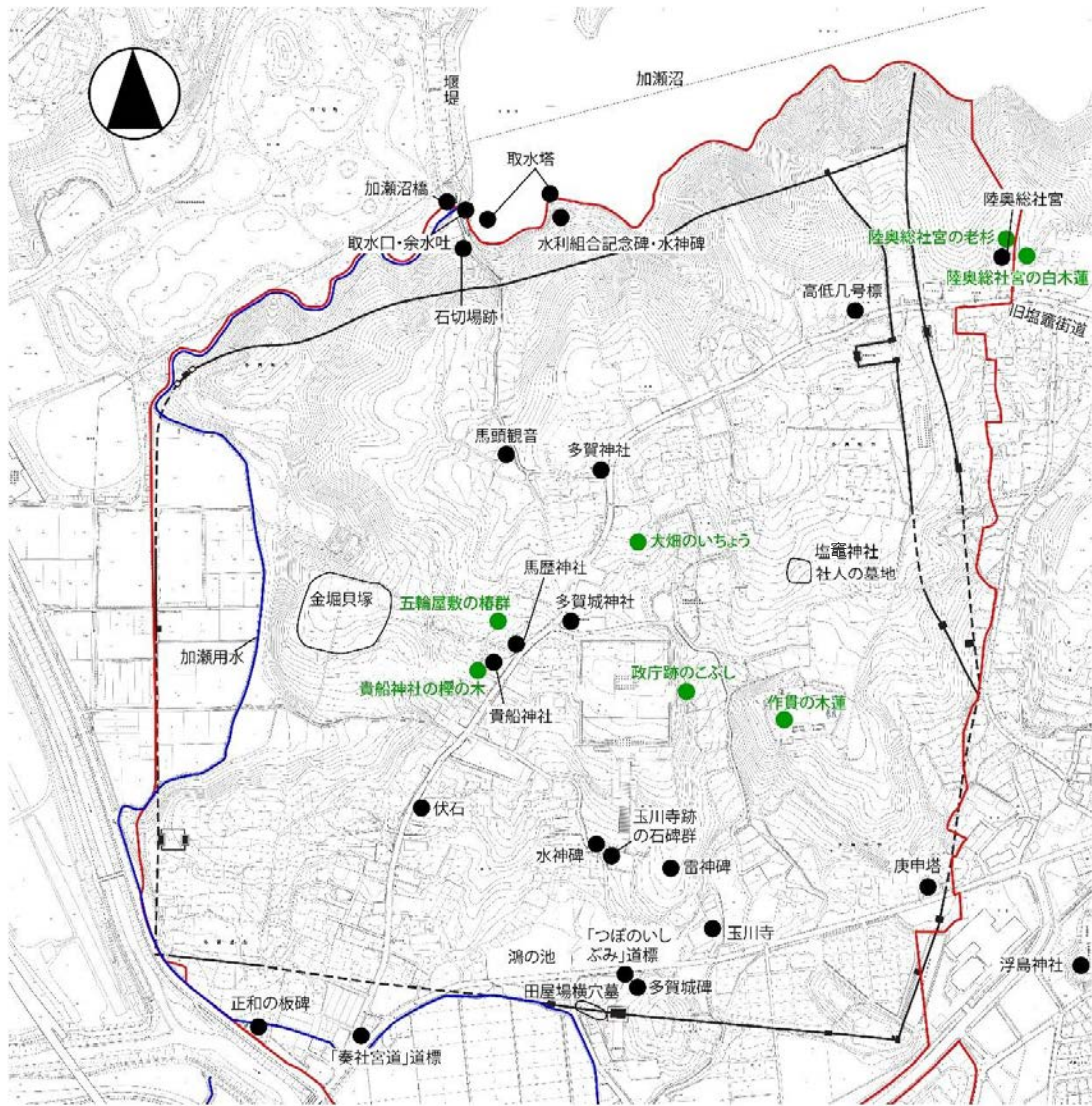 加瀬沼
堰堤
取水塔
加瀬沼橋
陸奥総社宮
取水口・余水吐
水利組合記念碑・水神碑
陸奥総社宮の老杉
陸奥総社宮の白木蓮
高低几号標
石切場跡
旧塩竈街道
馬頭観音
多賀神社
大畑のいちょう
塩竈神社
社人の墓地
馬歴神社
金堀貝塚
五輪屋敷の椿群
多賀城神社
加瀬用水
貴船神社の樫の木
政庁跡のこぶし
作貫の木蓮
貴船神社
伏石
玉川寺跡
の石碑群
水神碑
雷神碑
庚申塔
玉川寺
「つぼのいし
ぶみ」道標
鴻の池
浮島神社
田屋場横穴墓
多賀城碑
正和の板碑
「奏社宮道」道標